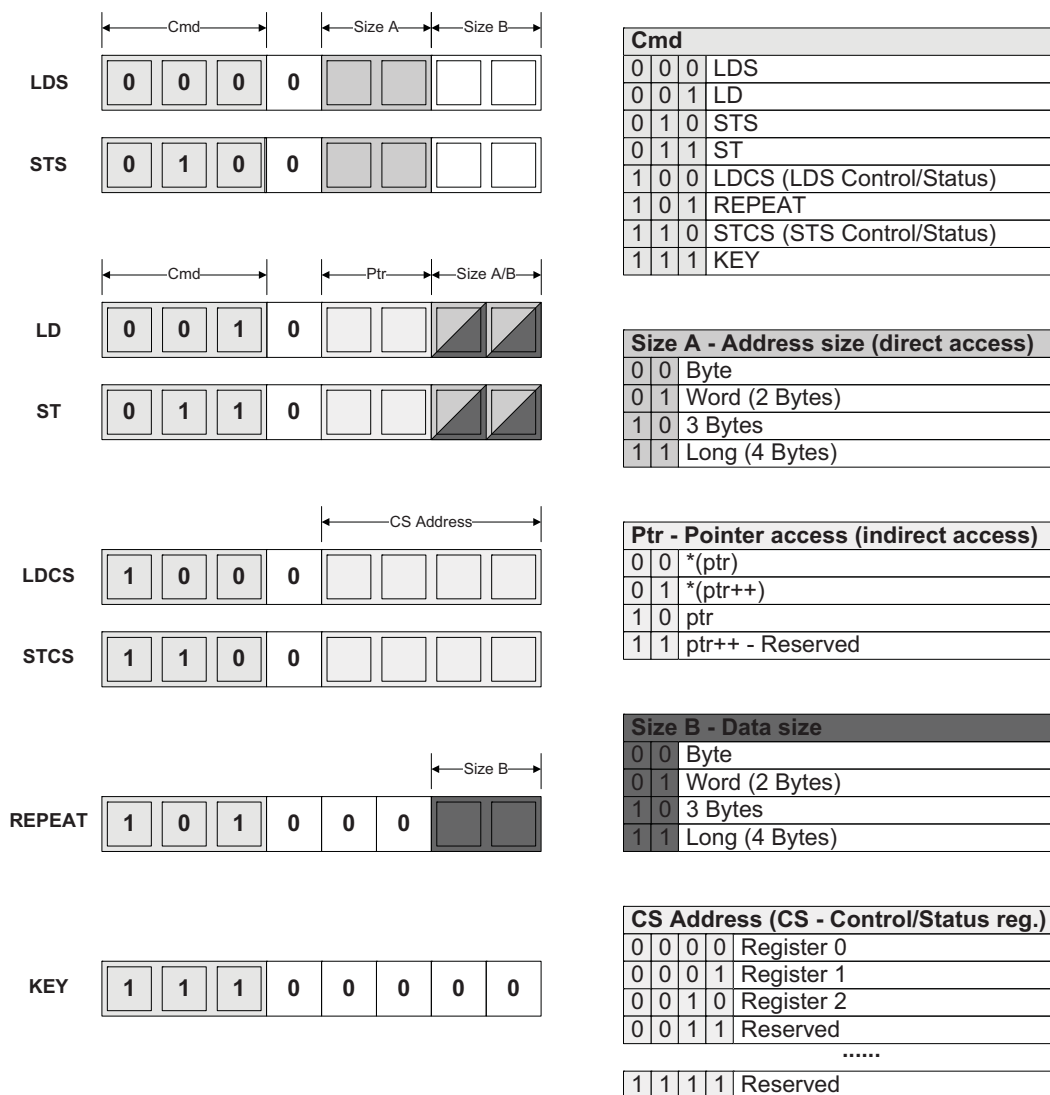 Cmd Size A Size B
LDS 0 0 0 0
STS 0 1 0 0
Cmd Ptr Size A/B
LD 0 0 1 0
ST 0 1 1 0
CS Address
LDCS 1 0 0 0
STCS 1 1 0 0
Size B
REPEAT 1 0 1 0 0 0
KEY 1 1 1 0 0 0 0 0
Cmd
0 0 0 LDS
0 0 1 LD
0 1 0 STS
0 1 1 ST
1 0 0 LDCS (LDS Control/Status)
1 0 1 REPEAT
1 1 0 STCS (STS Control/Status)
1 1 1 KEY
Size A - Address size (direct access)
0 0 Byte
0 1 Word (2 Bytes)
1 0 3 Bytes
1 1 Long (4 Bytes)
Ptr - Pointer access (indirect access)
0 0 *(ptr)
0 1 *(ptr++)
1 0 ptr
1 1 ptr++ - Reserved
Size B - Data size
0 0 Byte
0 1 Word (2 Bytes)
1 0 3 Bytes
1 1 Long (4 Bytes)
CS Address (CS - Control/Status reg.)
0 0 0 0 Register 0
0 0 0 1 Register 1
0 0 1 0 Register 2
0 0 1 1 Reserved
......
1 1 1 1 Reserved